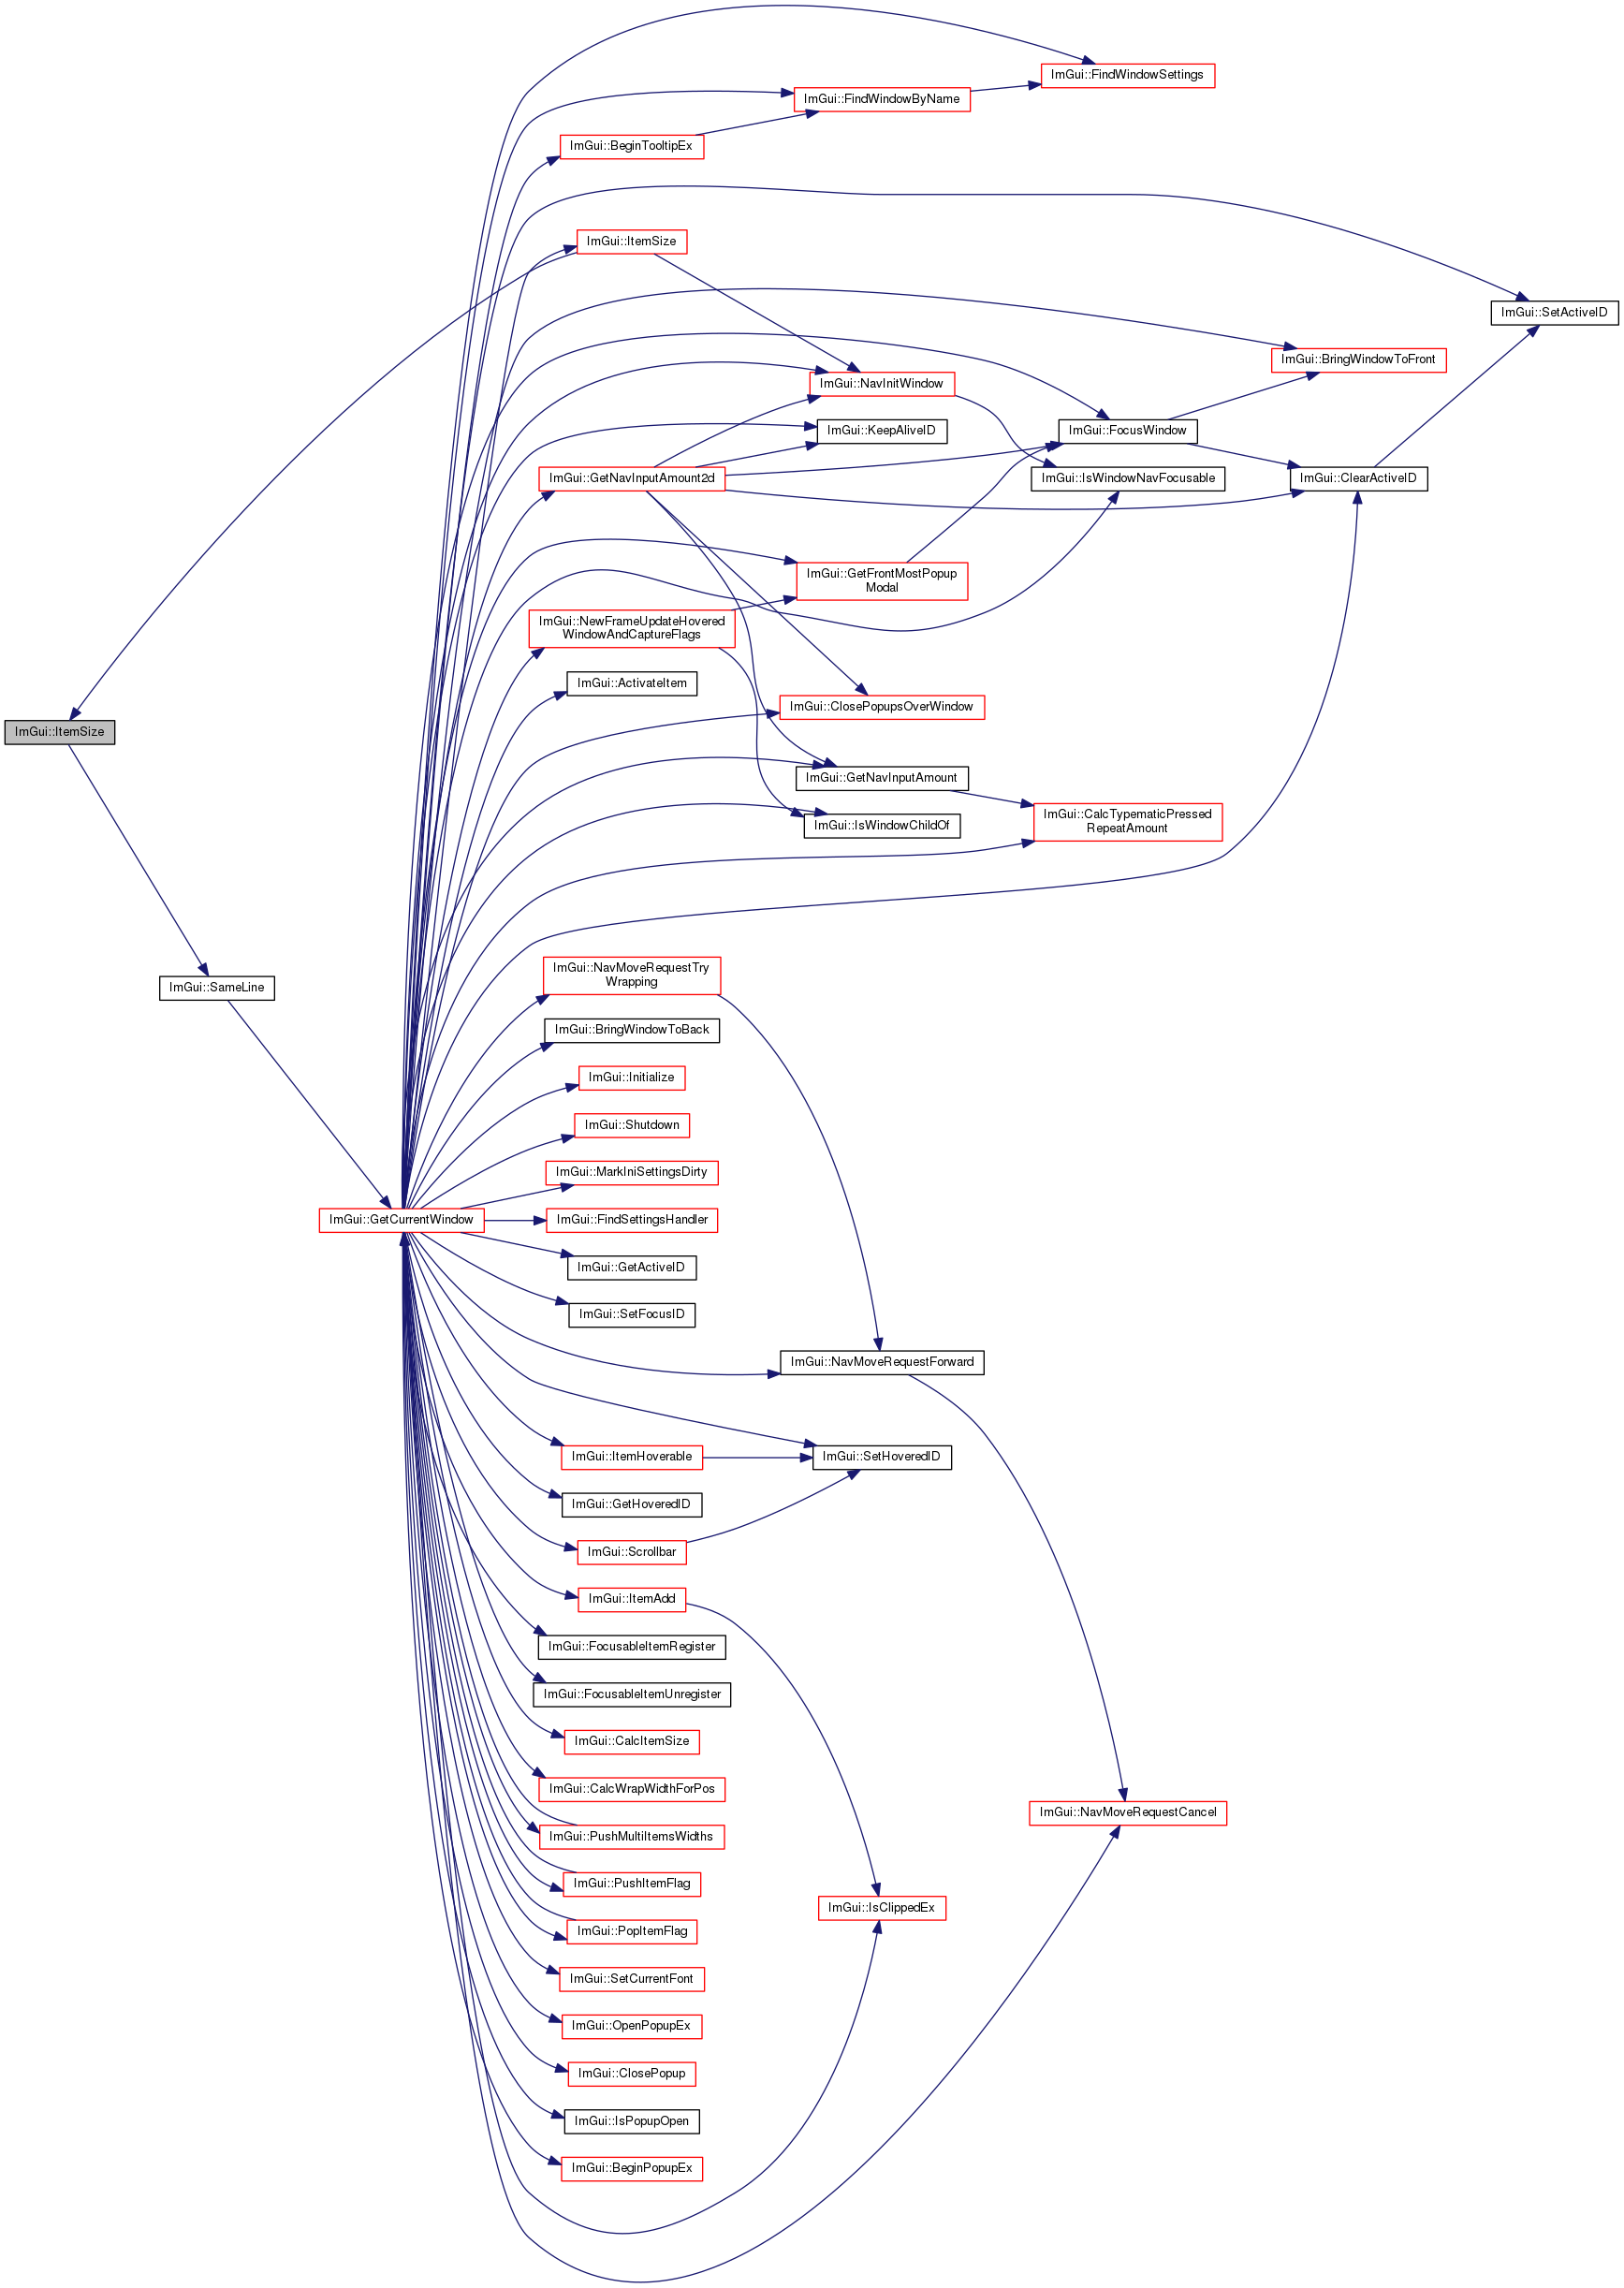 ImGui::FindWindowSettings
ImGui::FindWindowByName
ImGui::BeginTooltipEx
ImGui::ItemSize
ImGui::SetActiveID
ImGui::BringWindowToFront
ImGui::NavInitWindow
ImGui::KeepAliveID
ImGui::FocusWindow
ImGui::GetNavInputAmount2d
ImGui::IsWindowNavFocusable
ImGui::ClearActiveID
ImGui::GetFrontMostPopup
Modal
ImGui::NewFrameUpdateHovered
WindowAndCaptureFlags
ImGui::ActivateItem
ImGui::ClosePopupsOverWindow
ImGui::ItemSize
ImGui::GetNavInputAmount
ImGui::CalcTypematicPressed
RepeatAmount
ImGui::IsWindowChildOf
ImGui::NavMoveRequestTry
Wrapping
ImGui::SameLine
ImGui::BringWindowToBack
ImGui::Initialize
ImGui::Shutdown
ImGui::MarkIniSettingsDirty
ImGui::GetCurrentWindow
ImGui::FindSettingsHandler
ImGui::GetActiveID
ImGui::SetFocusID
ImGui::NavMoveRequestForward
ImGui::ItemHoverable
ImGui::SetHoveredID
ImGui::GetHoveredID
ImGui::Scrollbar
ImGui::ItemAdd
ImGui::FocusableItemRegister
ImGui::FocusableItemUnregister
ImGui::CalcItemSize
ImGui::CalcWrapWidthForPos
ImGui::NavMoveRequestCancel
ImGui::PushMultiItemsWidths
ImGui::PushItemFlag
ImGui::IsClippedEx
ImGui::PopItemFlag
ImGui::SetCurrentFont
ImGui::OpenPopupEx
ImGui::ClosePopup
ImGui::IsPopupOpen
ImGui::BeginPopupEx